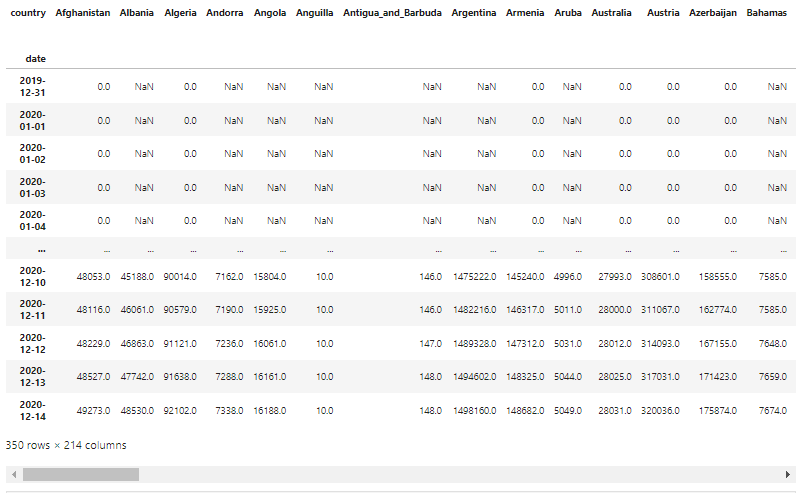 country Afghanistan Albania Algeria Andorra Angola Anguilla Antigua_and_Barbuda Argentina Armenia Aruba Australia Austria Azerbaijan Bahamas
date
2019-12-31 0.0 NaN 0.0 NaN NaN NaN NaN NaN 0.0 NaN 0.0 0.0 0.0 NaN
2020-01-01 0.0 NaN 0.0 NaN NaN NaN NaN NaN 0.0 NaN 0.0 0.0 0.0 NaN
2020-01-02 0.0 NaN 0.0 NaN NaN NaN NaN NaN 0.0 NaN 0.0 0.0 0.0 NaN
2020-01-03 0.0 NaN 0.0 NaN NaN NaN NaN NaN 0.0 NaN 0.0 0.0 0.0 NaN
2020-01-04 0.0 NaN 0.0 NaN NaN NaN NaN NaN 0.0 NaN 0.0 0.0 0.0 NaN
... ... ... ... ... ... ... ... ... ... ... ... ... ... ...
2020-12-10 48053.0 45188.0 90014.0 7162.0 15804.0 10.0 146.0 1475222.0 145240.0 4996.0 27993.0 308601.0 158555.0 7585.0
2020-12-11 48116.0 46061.0 90579.0 7190.0 15925.0 10.0 146.0 1482216.0 146317.0 5011.0 28000.0 311067.0 162774.0 7585.0
2020-12-12 48229.0 46863.0 91121.0 7236.0 16061.0 10.0 147.0 1489328.0 147312.0 5031.0 28012.0 314093.0 167155.0 7648.0
2020-12-13 48527.0 47742.0 91638.0 7288.0 16161.0 10.0 148.0 1494602.0 148325.0 5044.0 28025.0 317031.0 171423.0 7659.0
2020-12-14 49273.0 48530.0 92102.0 7338.0 16188.0 10.0 148.0 1498160.0 148682.0 5049.0 28031.0 320036.0 175874.0 7674.0
350 rows × 214 columns